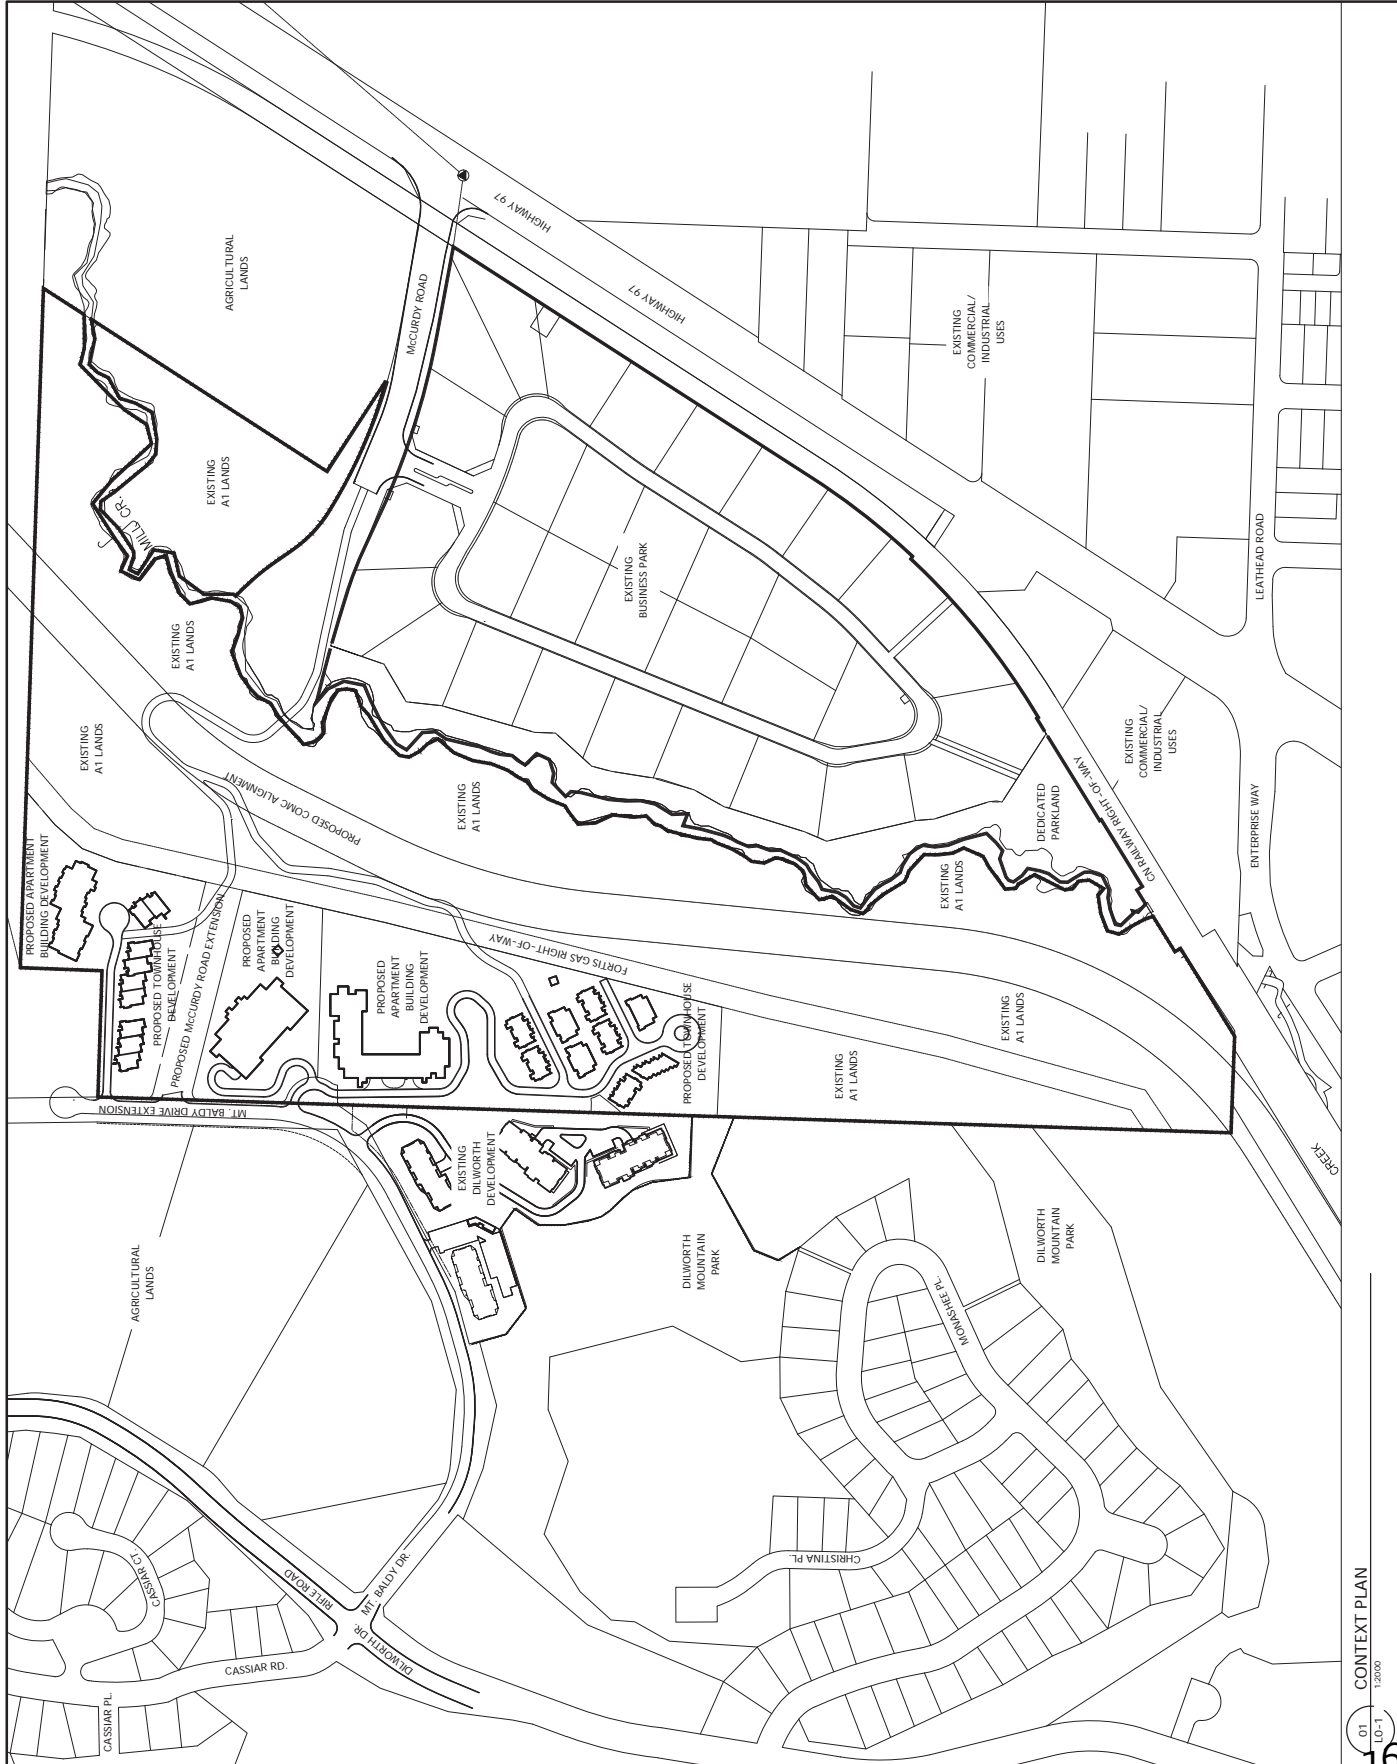 HIGHWAY 97
HIGHWAY 97
AGRICULTURAL
LANDS
McCURDY ROAD
EXISTING
COMMERCIAL/
INDUSTRIAL
USES
EXISTING
A1 LANDS
MILL CR.
EXISTING
BUSINESS PARK
LEATHEAD ROAD
EXISTING
A1 LANDS
EXISTING
A1 LANDS
EXISTING
A1 LANDS
PROPOSED COMC ALIGNMENT
DEDICATED
PARKLAND
EXISTING
COMMERCIAL/
INDUSTRIAL
USES
CN RAILWAY RIGHT-OF-WAY
ENTERPRISE WAY
EXISTING
A1 LANDS
PROPOSED APARTMENT
BUILDING DEVELOPMENT
PROPOSED TOWNHOUSE
DEVELOPMENT
PROPOSED McCURDY ROAD EXTENSION
PROPOSED
APARTMENT
BUILDING
DEVELOPMENT
PROPOSED
APARTMENT
BUILDING
DEVELOPMENT
FORTIS GAS RIGHT-OF-WAY
PROPOSED TOWNHOUSE
DEVELOPMENT
EXISTING
A1 LANDS
EXISTING
A1 LANDS
MT. BALDY DRIVE EXTENSION
EXISTING
DILWORTH
DEVELOPMENT
CREEK
AGRICULTURAL
LANDS
DILWORTH
MOUNTAIN
PARK
DILWORTH
MOUNTAIN
PARK
MONASHEE PL.
CHRISTINA PL.
CASSIAR CT.
RIFLE ROAD
MT. BALDY DR.
DILWORTH DR.
CASSIAR RD.
CASSIAR PL.
01
LO-1
CONTEXT PLAN
1:2000
16